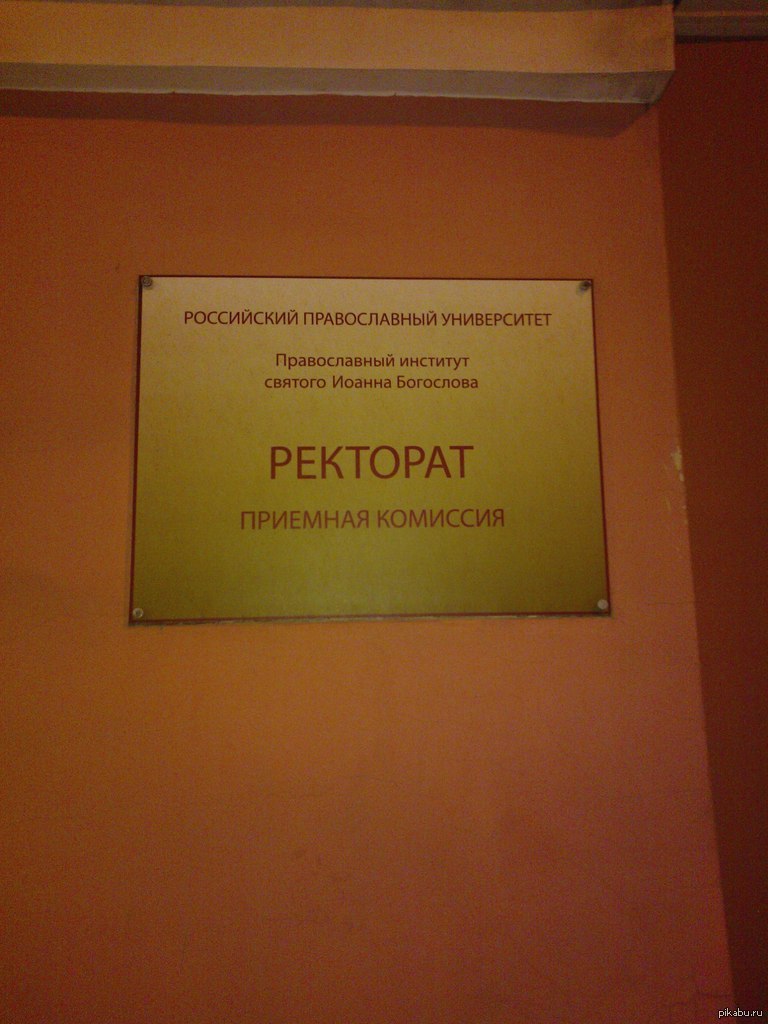 РОССИЙСКИЙ ПРАВОСЛАВНЫЙ УНИВЕРСИТЕТ
Православный институт
святого Иоанна Богослова
РЕКТОРАТ
ПРИЕМНАЯ КОМИССИЯ
pikabu.ru